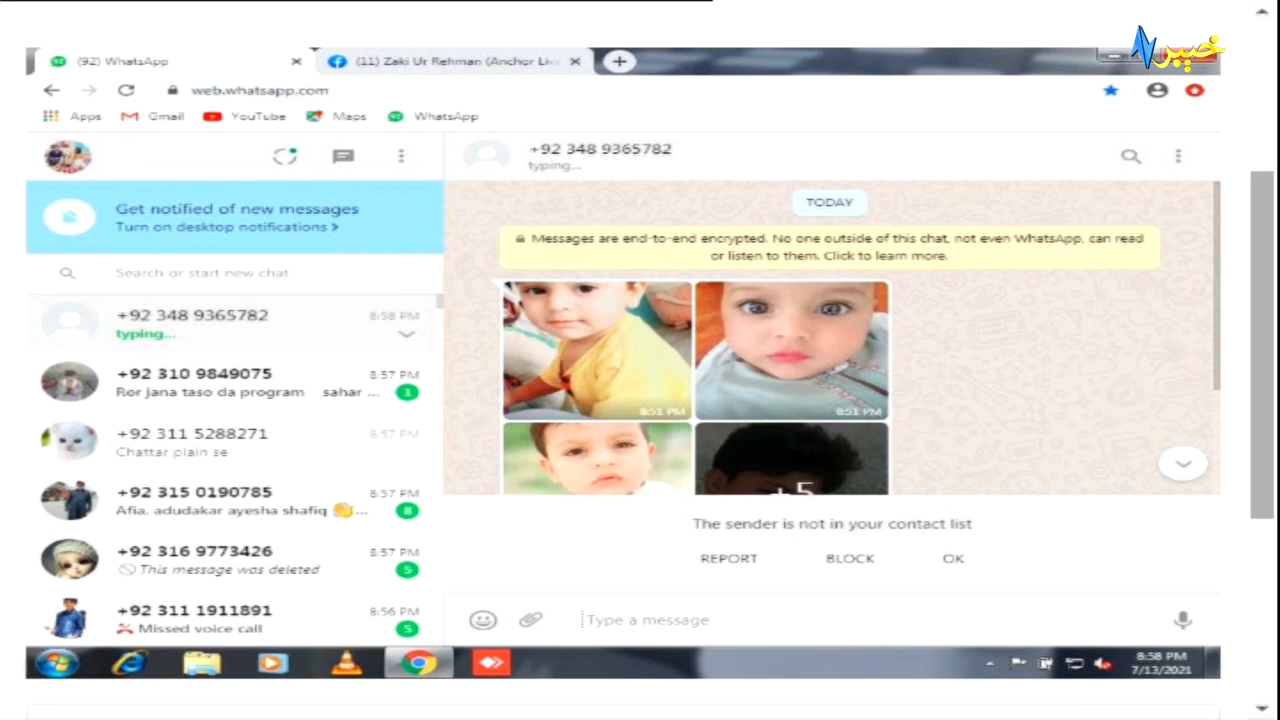 خیبر
(92) WhatsApp
(11) Zaki Ur Rehman (Anchor Liv
web.whatsapp.com
Apps Gmail YouTube Maps WhatsApp
Get notified of new messages
Turn on desktop notifications >
Search or start new chat
+92 348 9365782 8:58 PM
typing...
+92 310 9849075 8:57 PM
Ror jana taso da program sahar ... 1
+92 311 5288271 8:57 PM
Chattar plain se
+92 315 0190785 8:57 PM
Afia, adudakar ayesha shafiq 👏... 8
+92 316 9773426 8:57 PM
This message was deleted 5
+92 311 1911891 8:56 PM
Missed voice call 5
+92 348 9365782
typing...
TODAY
Messages are end-to-end encrypted. No one outside of this chat, not even WhatsApp, can read
or listen to them. Click to learn more.
8:51 PM 8:51 PM
+5
The sender is not in your contact list
REPORT BLOCK OK
Type a message
8:58 PM
7/13/2021